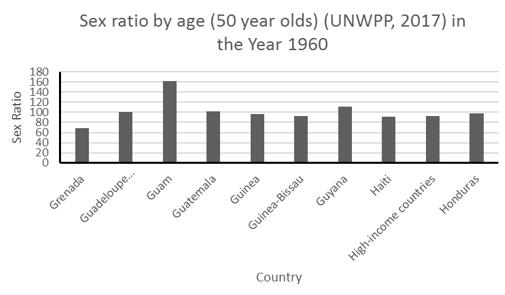 Sex ratio by age (50 year olds) (UNWPP, 2017) in
the Year 1960
180
160
140
120
100
80
60
40
20
0
Sex Ratio
Grenada
Guadeloupe...
Guam
Guatemala
Guinea
Guinea-Bissau
Guyana
Haiti
High-income countries
Honduras
Country